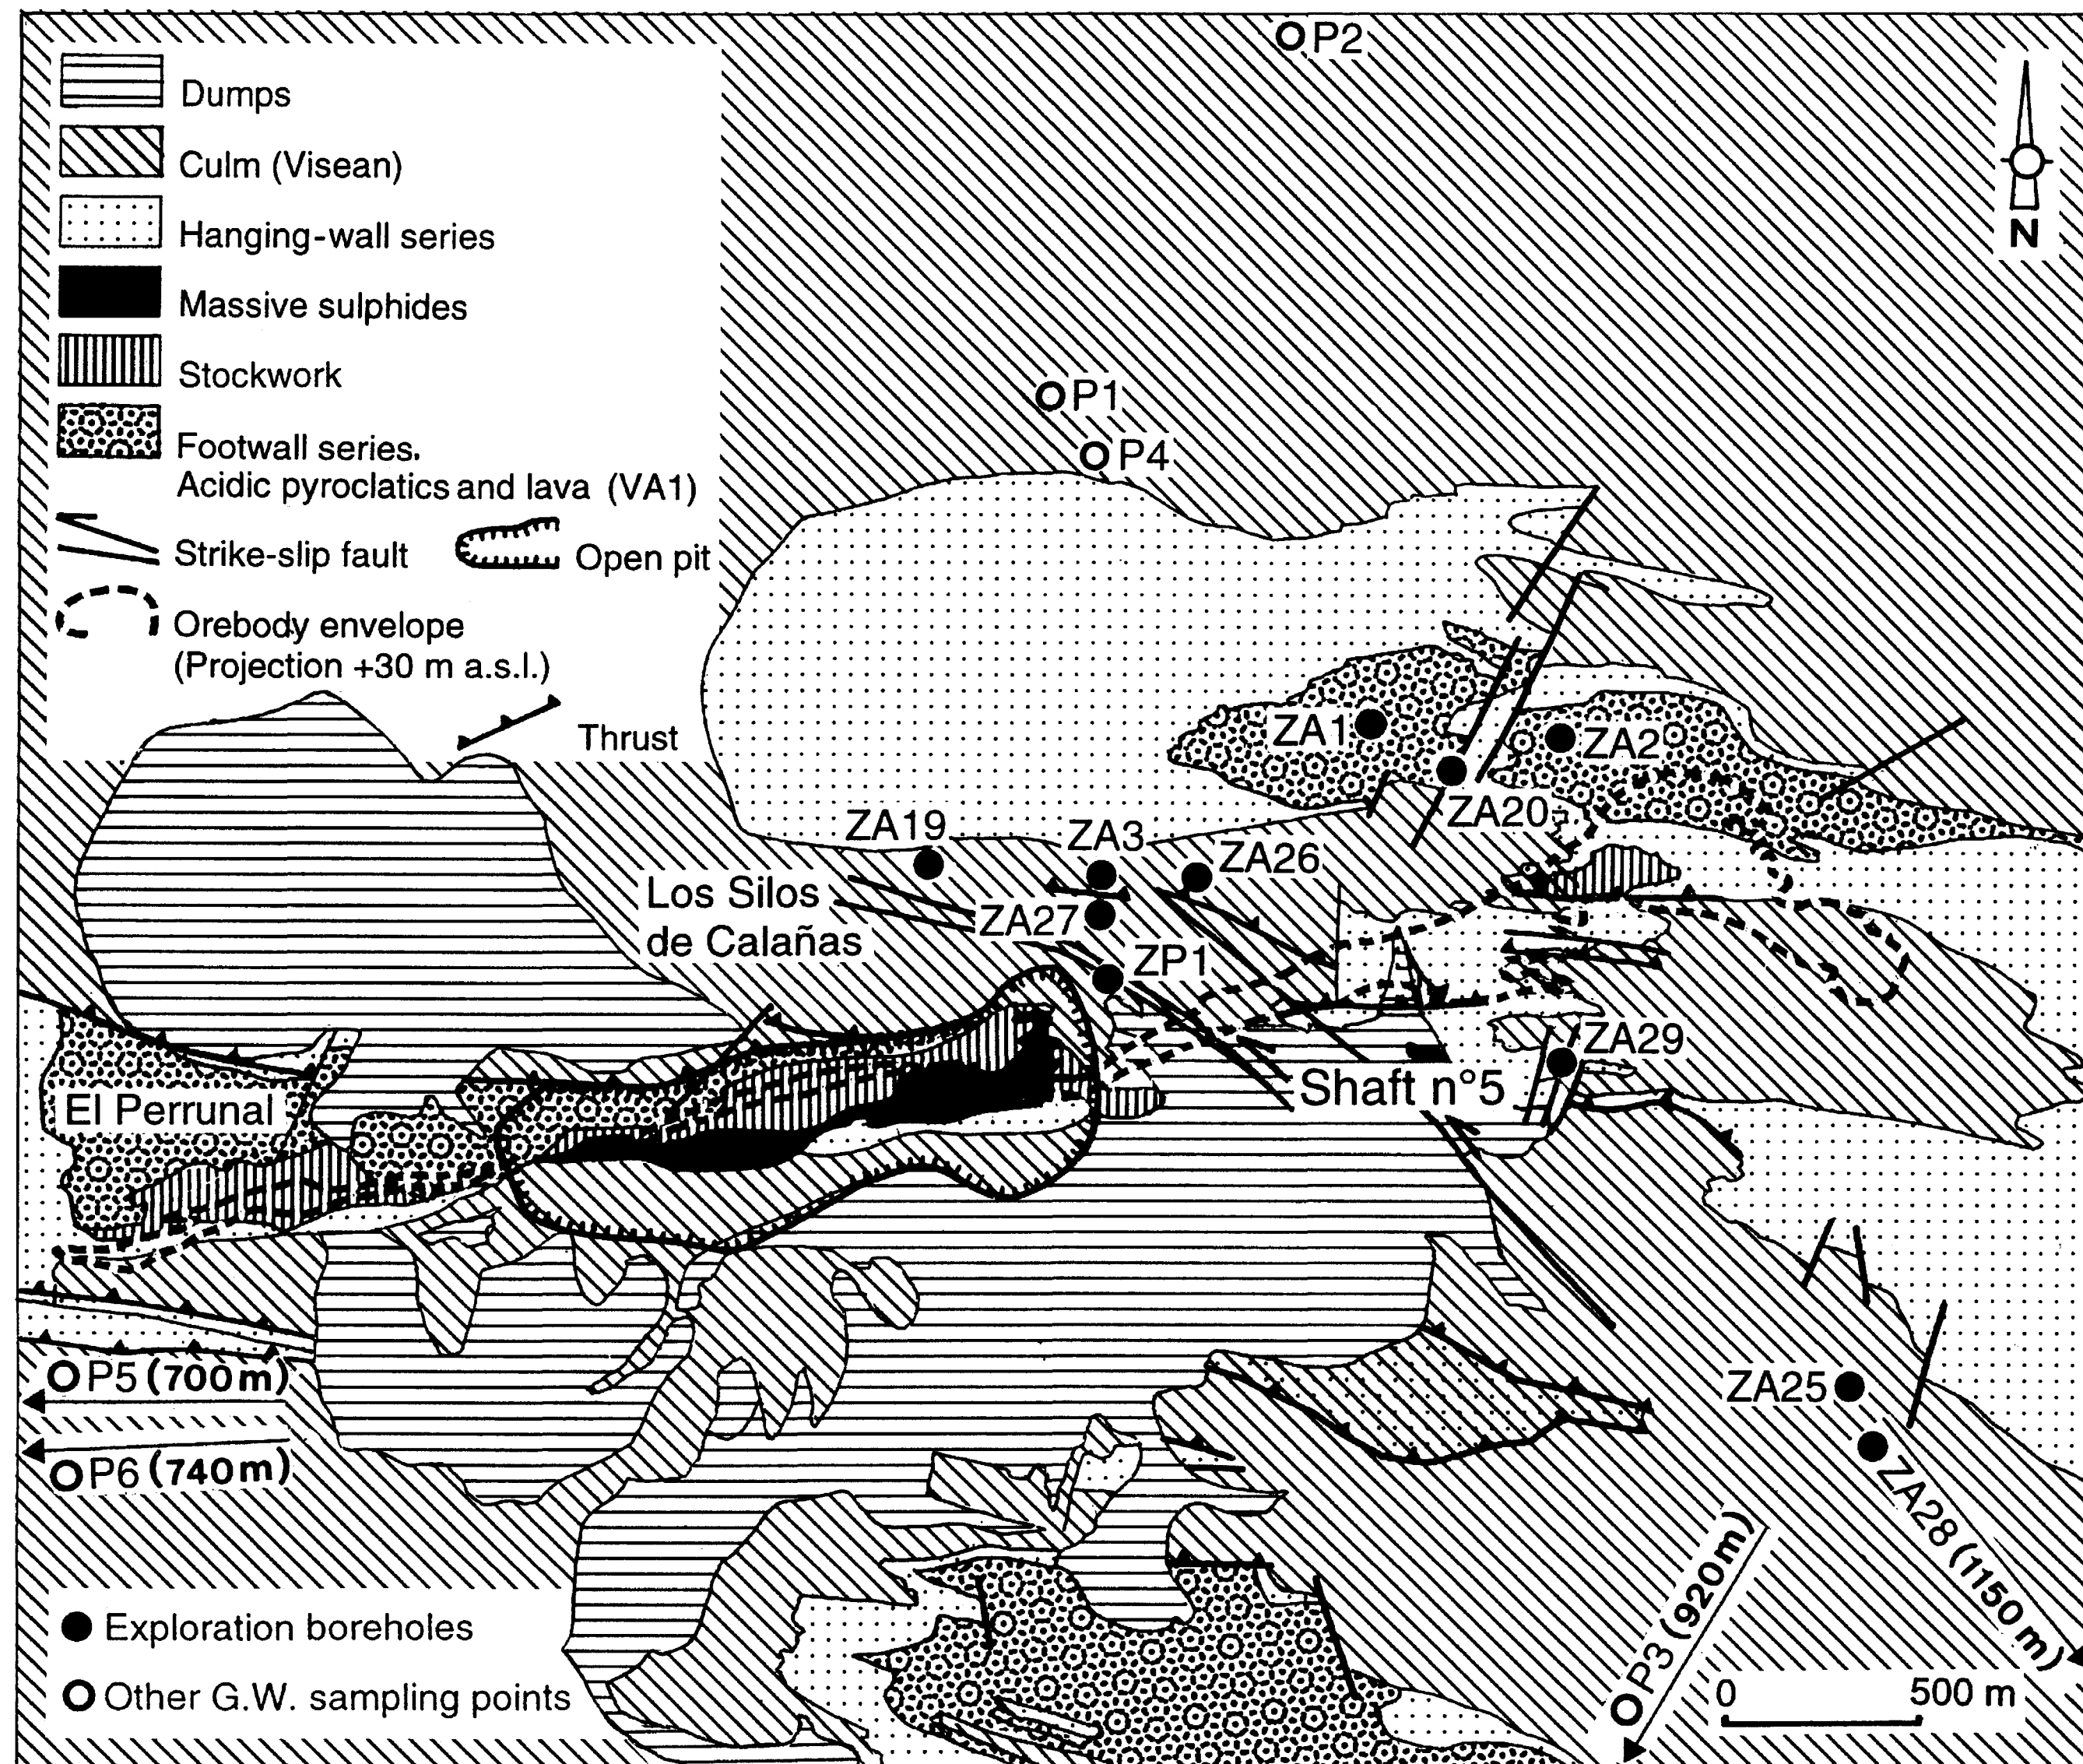 P2
Dumps
Culm (Visean)
Hanging-wall series
Massive sulphides
Stockwork
Footwall series.
Acidic pyroclatics and lava (VA1)
Strike-slip fault
Open pit
Orebody envelope
(Projection +30 m a.s.l.)
Thrust
N
P1
P4
ZA1
ZA2
ZA20
ZA19
ZA3
ZA26
Los Silos
de Calañas
ZA27
ZP1
ZA29
Shaft n°5
El Perrunal
P5 (700m)
P6 (740m)
ZA25
ZA28 (1150 m)
P3 (920m)
Exploration boreholes
Other G.W. sampling points
0 500 m